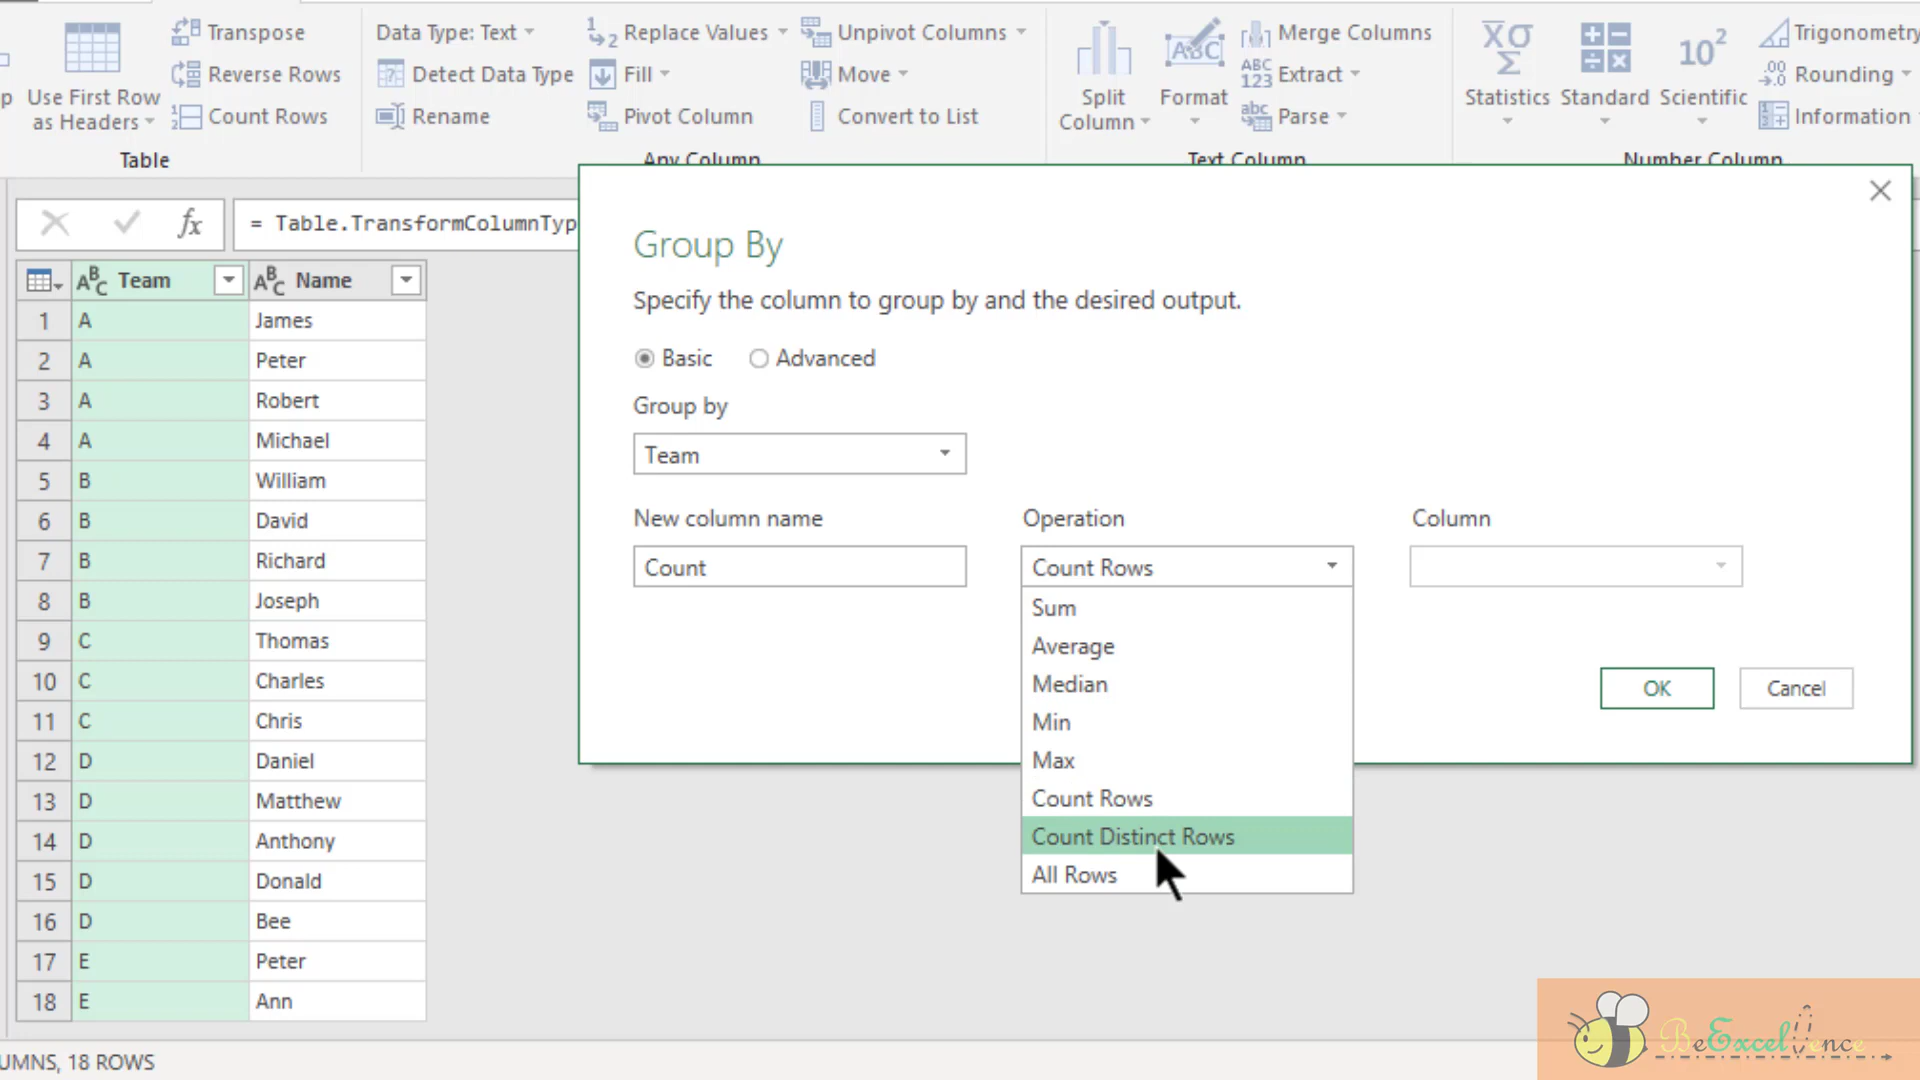 Transpose
Reverse Rows
Count Rows
Use First Row
as Headers
Table
Data Type: Text
Detect Data Type
Rename
Replace Values
Fill
Pivot Column
Unpivot Columns
Move
Convert to List
Any Column
Split
Column
Format
Merge Columns
Extract
Parse
Text Column
Statistics
Standard
Scientific
Trigonometry
Rounding
Information
Number Column
= Table.TransformColumnTyp
Team Name
1 A James
2 A Peter
3 A Robert
4 A Michael
5 B William
6 B David
7 B Richard
8 B Joseph
9 C Thomas
10 C Charles
11 C Chris
12 D Daniel
13 D Matthew
14 D Anthony
15 D Donald
16 D Bee
17 E Peter
18 E Ann
Group By
Specify the column to group by and the desired output.
Basic Advanced
Group by
Team
New column name Operation Column
Count Count Rows
Sum
Average
Median
Min
Max
Count Rows
Count Distinct Rows
All Rows
OK Cancel
UMNS, 18 ROWS
BeExcellence